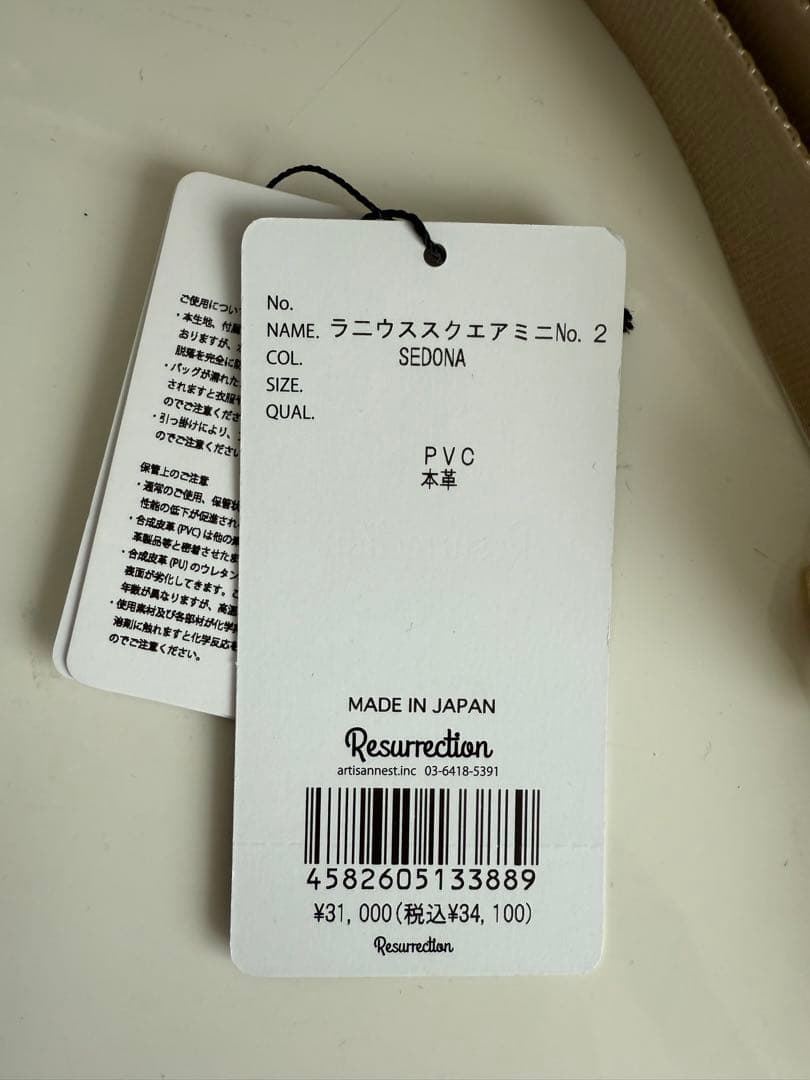 No.
NAME. ラニウススクエアミニNo. 2
COL. SEDONA
SIZE.
QUAL.
PVC
本革
MADE IN JAPAN
Resurrection
artisannest.inc 03-6418-5391
4582605133889
¥31,000(税込¥34,100)
Resurrection
ご使用につい
・本生地、付属
おりますが、
脱落を完全に
・バッグが濡れた
されますと衣服
のでご注意くださ
・引っ掛けにより、
のでご注意ください
保管上のご注意
・通常のご使用、保管状
性能の低下が促進され
・合成皮革(PVC)は他の
革製品等と密着させたま
・合成皮革(PU)のウレタン
表面が劣化してきます。
年数が異なりますが、高温
・使用素材及び各部材が化学
溶剤に触れますと化学反応を
のでご注意ください。